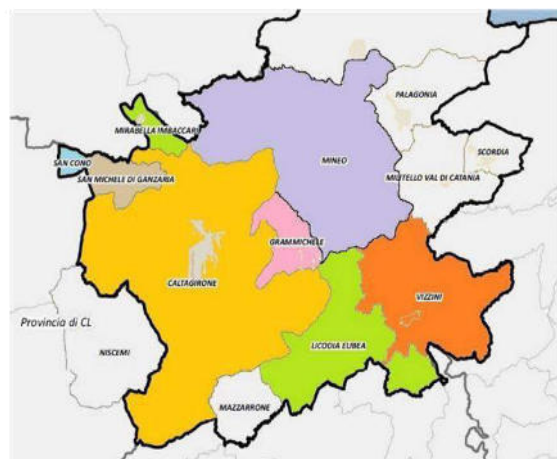 PALAGONIA
MIRABELLA IMBACCARI
SCORDIA
SAN CONO
MINEO
SAN MICHELE DI GANZARIA
MILITELLO VAL DI CATANIA
GRAMMICHELE
CALTAGIRONE
VIZZINI
Provincia di CL
LICODIA EUBEA
NISCEMI
MAZZARRONE